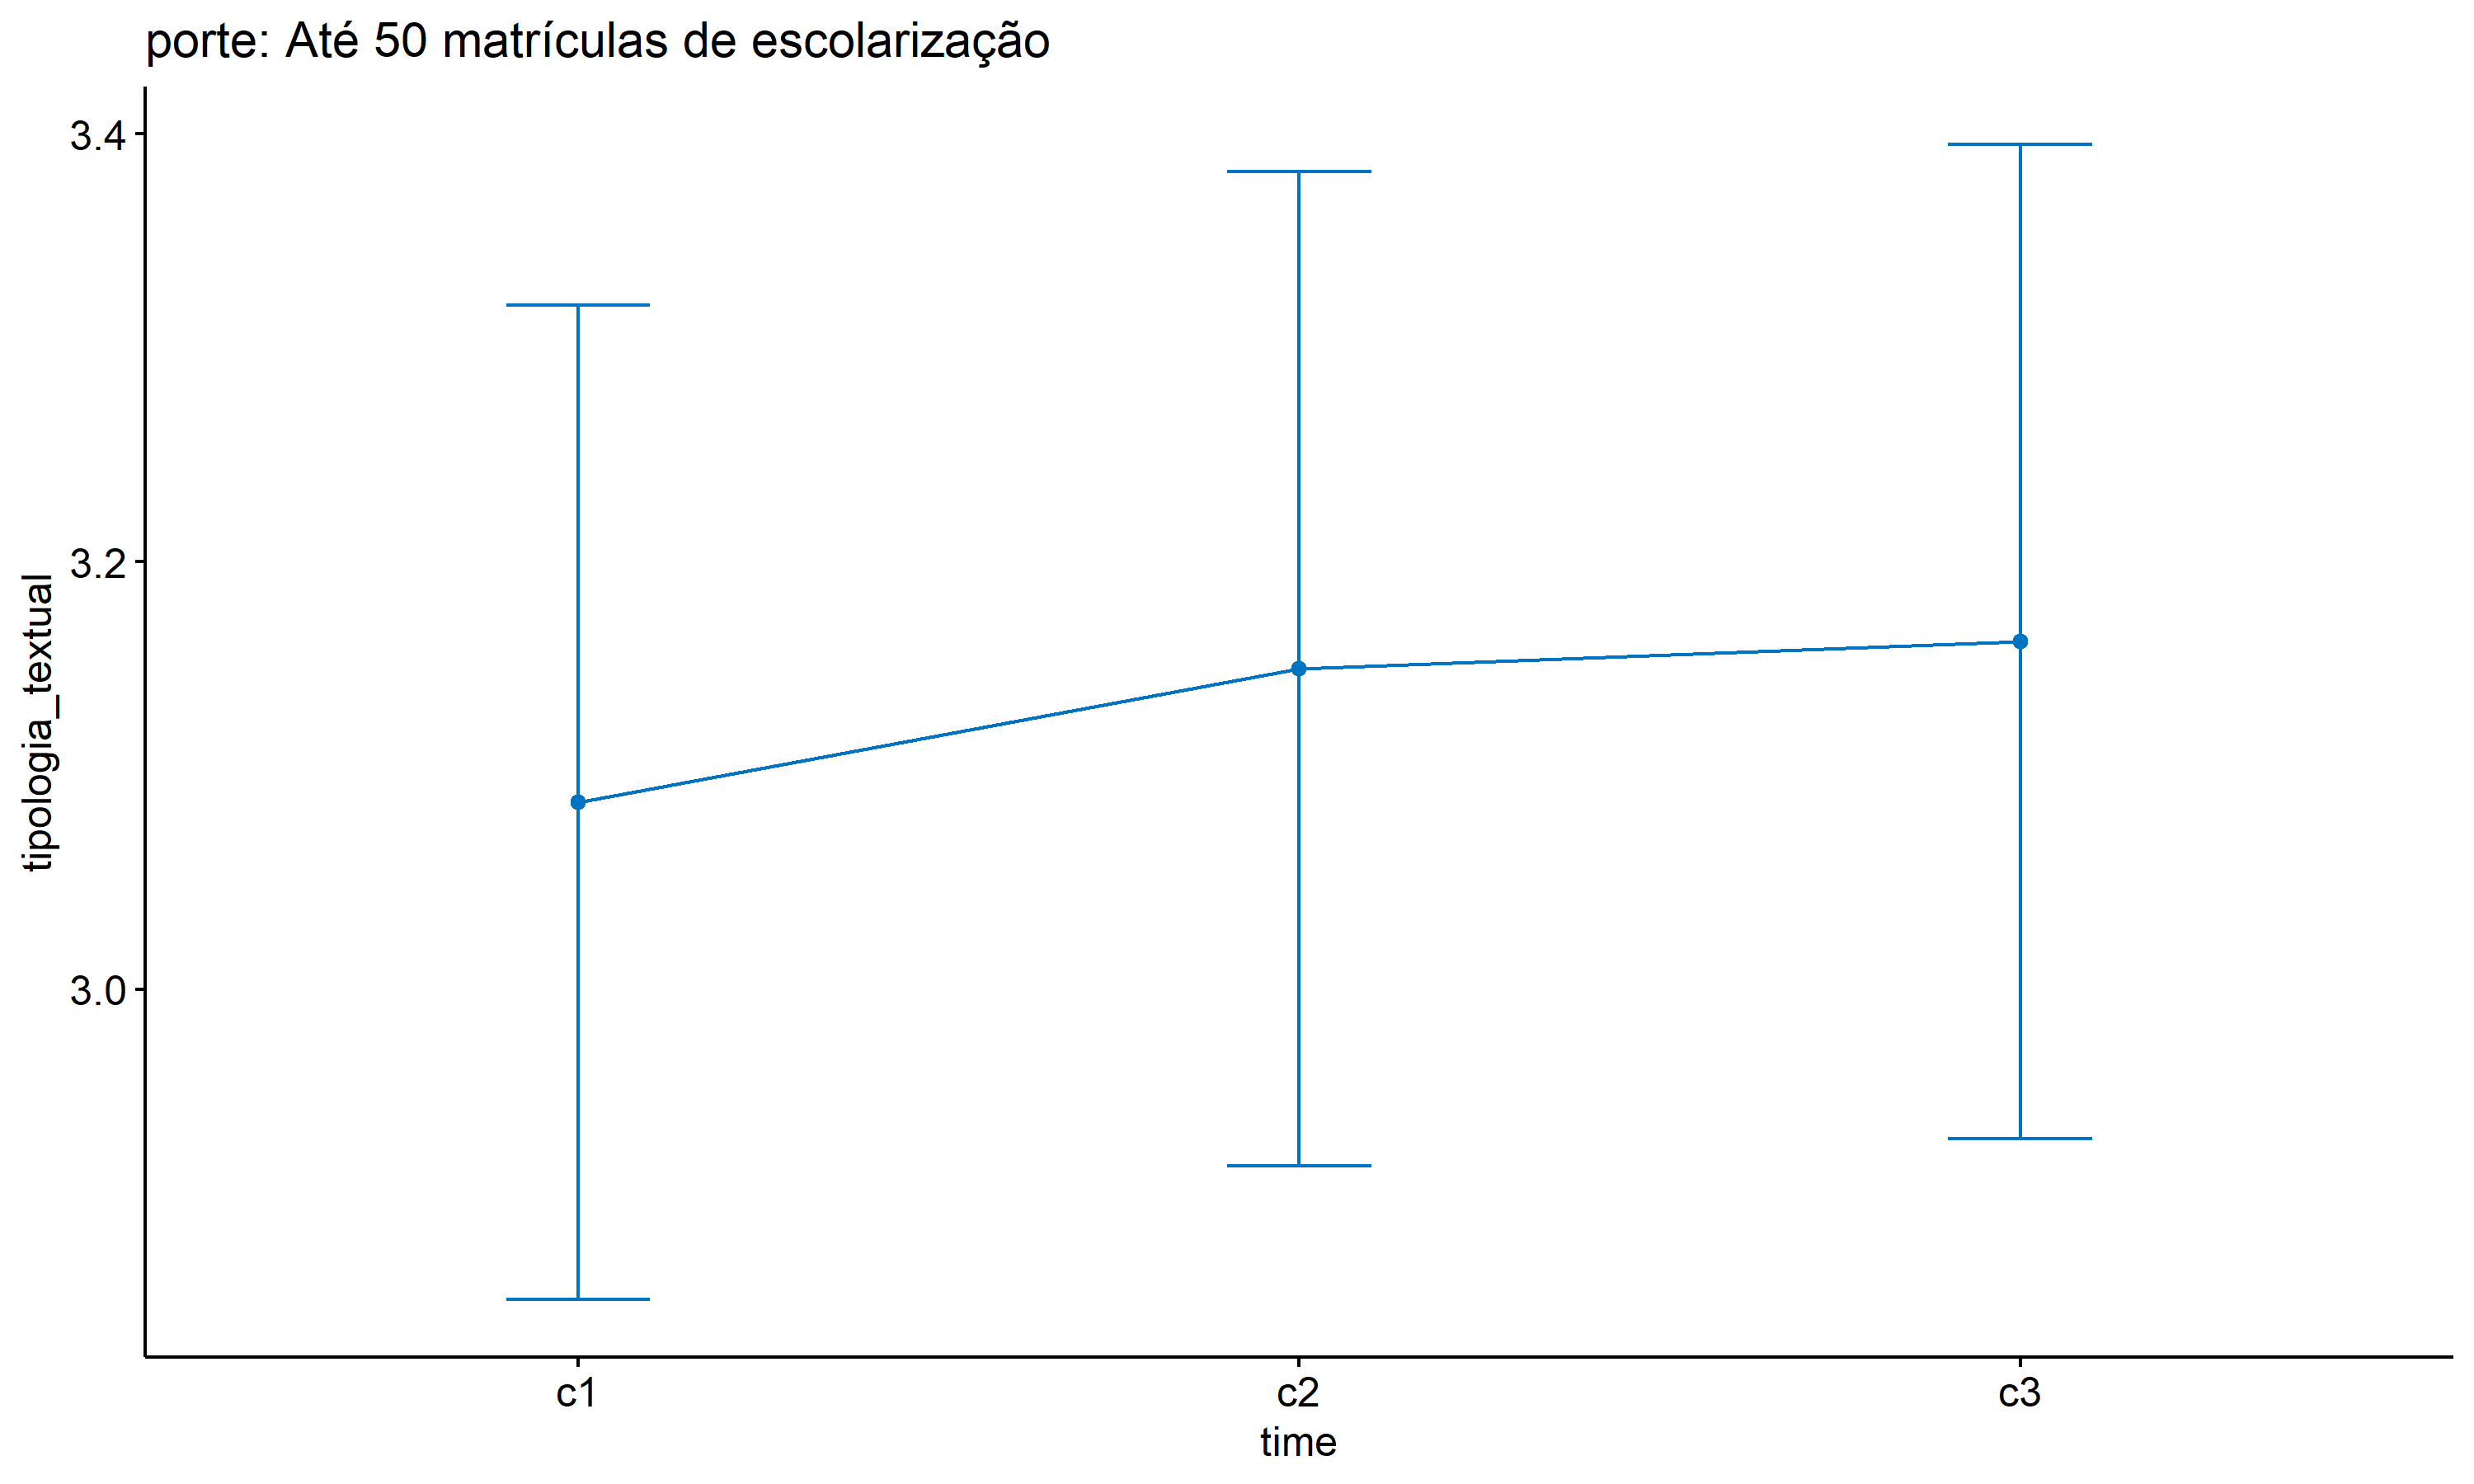 porte: Até 50 matrículas de escolarização
3.4
3.2
3.0
tipologia_textual
c1
c2
c3
time